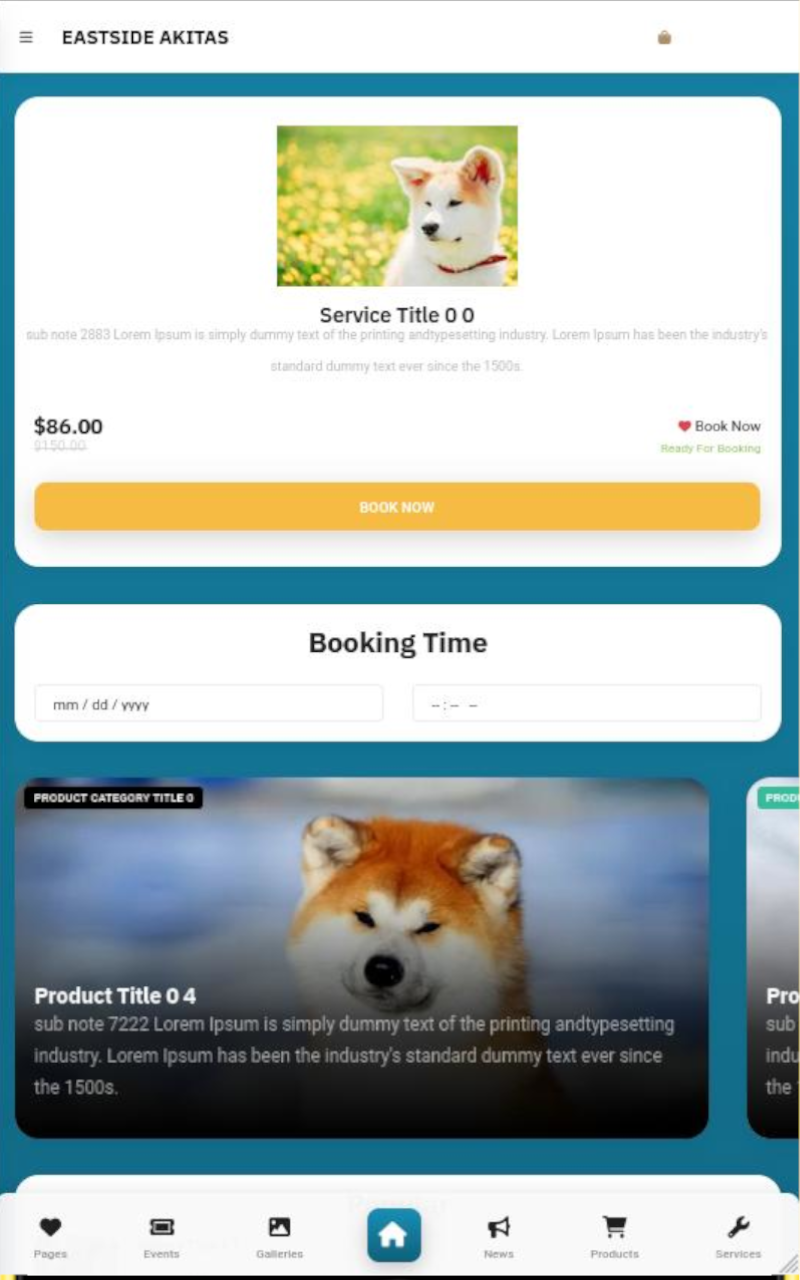 EASTSIDE AKITAS
Service Title 0 0
sub note 2883 Lorem Ipsum is simply dummy text of the printing andtypesetting industry. Lorem Ipsum has been the industry's
standard dummy text ever since the 1500s.
$86.00
$150.00
Book Now
Ready For Booking
BOOK NOW
Booking Time
mm / dd / yyyy
-- : -- --
PRODUCT CATEGORY TITLE 0
PROD
Product Title 0 4
sub note 7222 Lorem Ipsum is simply dummy text of the printing andtypesetting
industry. Lorem Ipsum has been the industry's standard dummy text ever since
the 1500s.
Pro
sub
indu
the
Pages
Events
Galleries
News
Products
Services